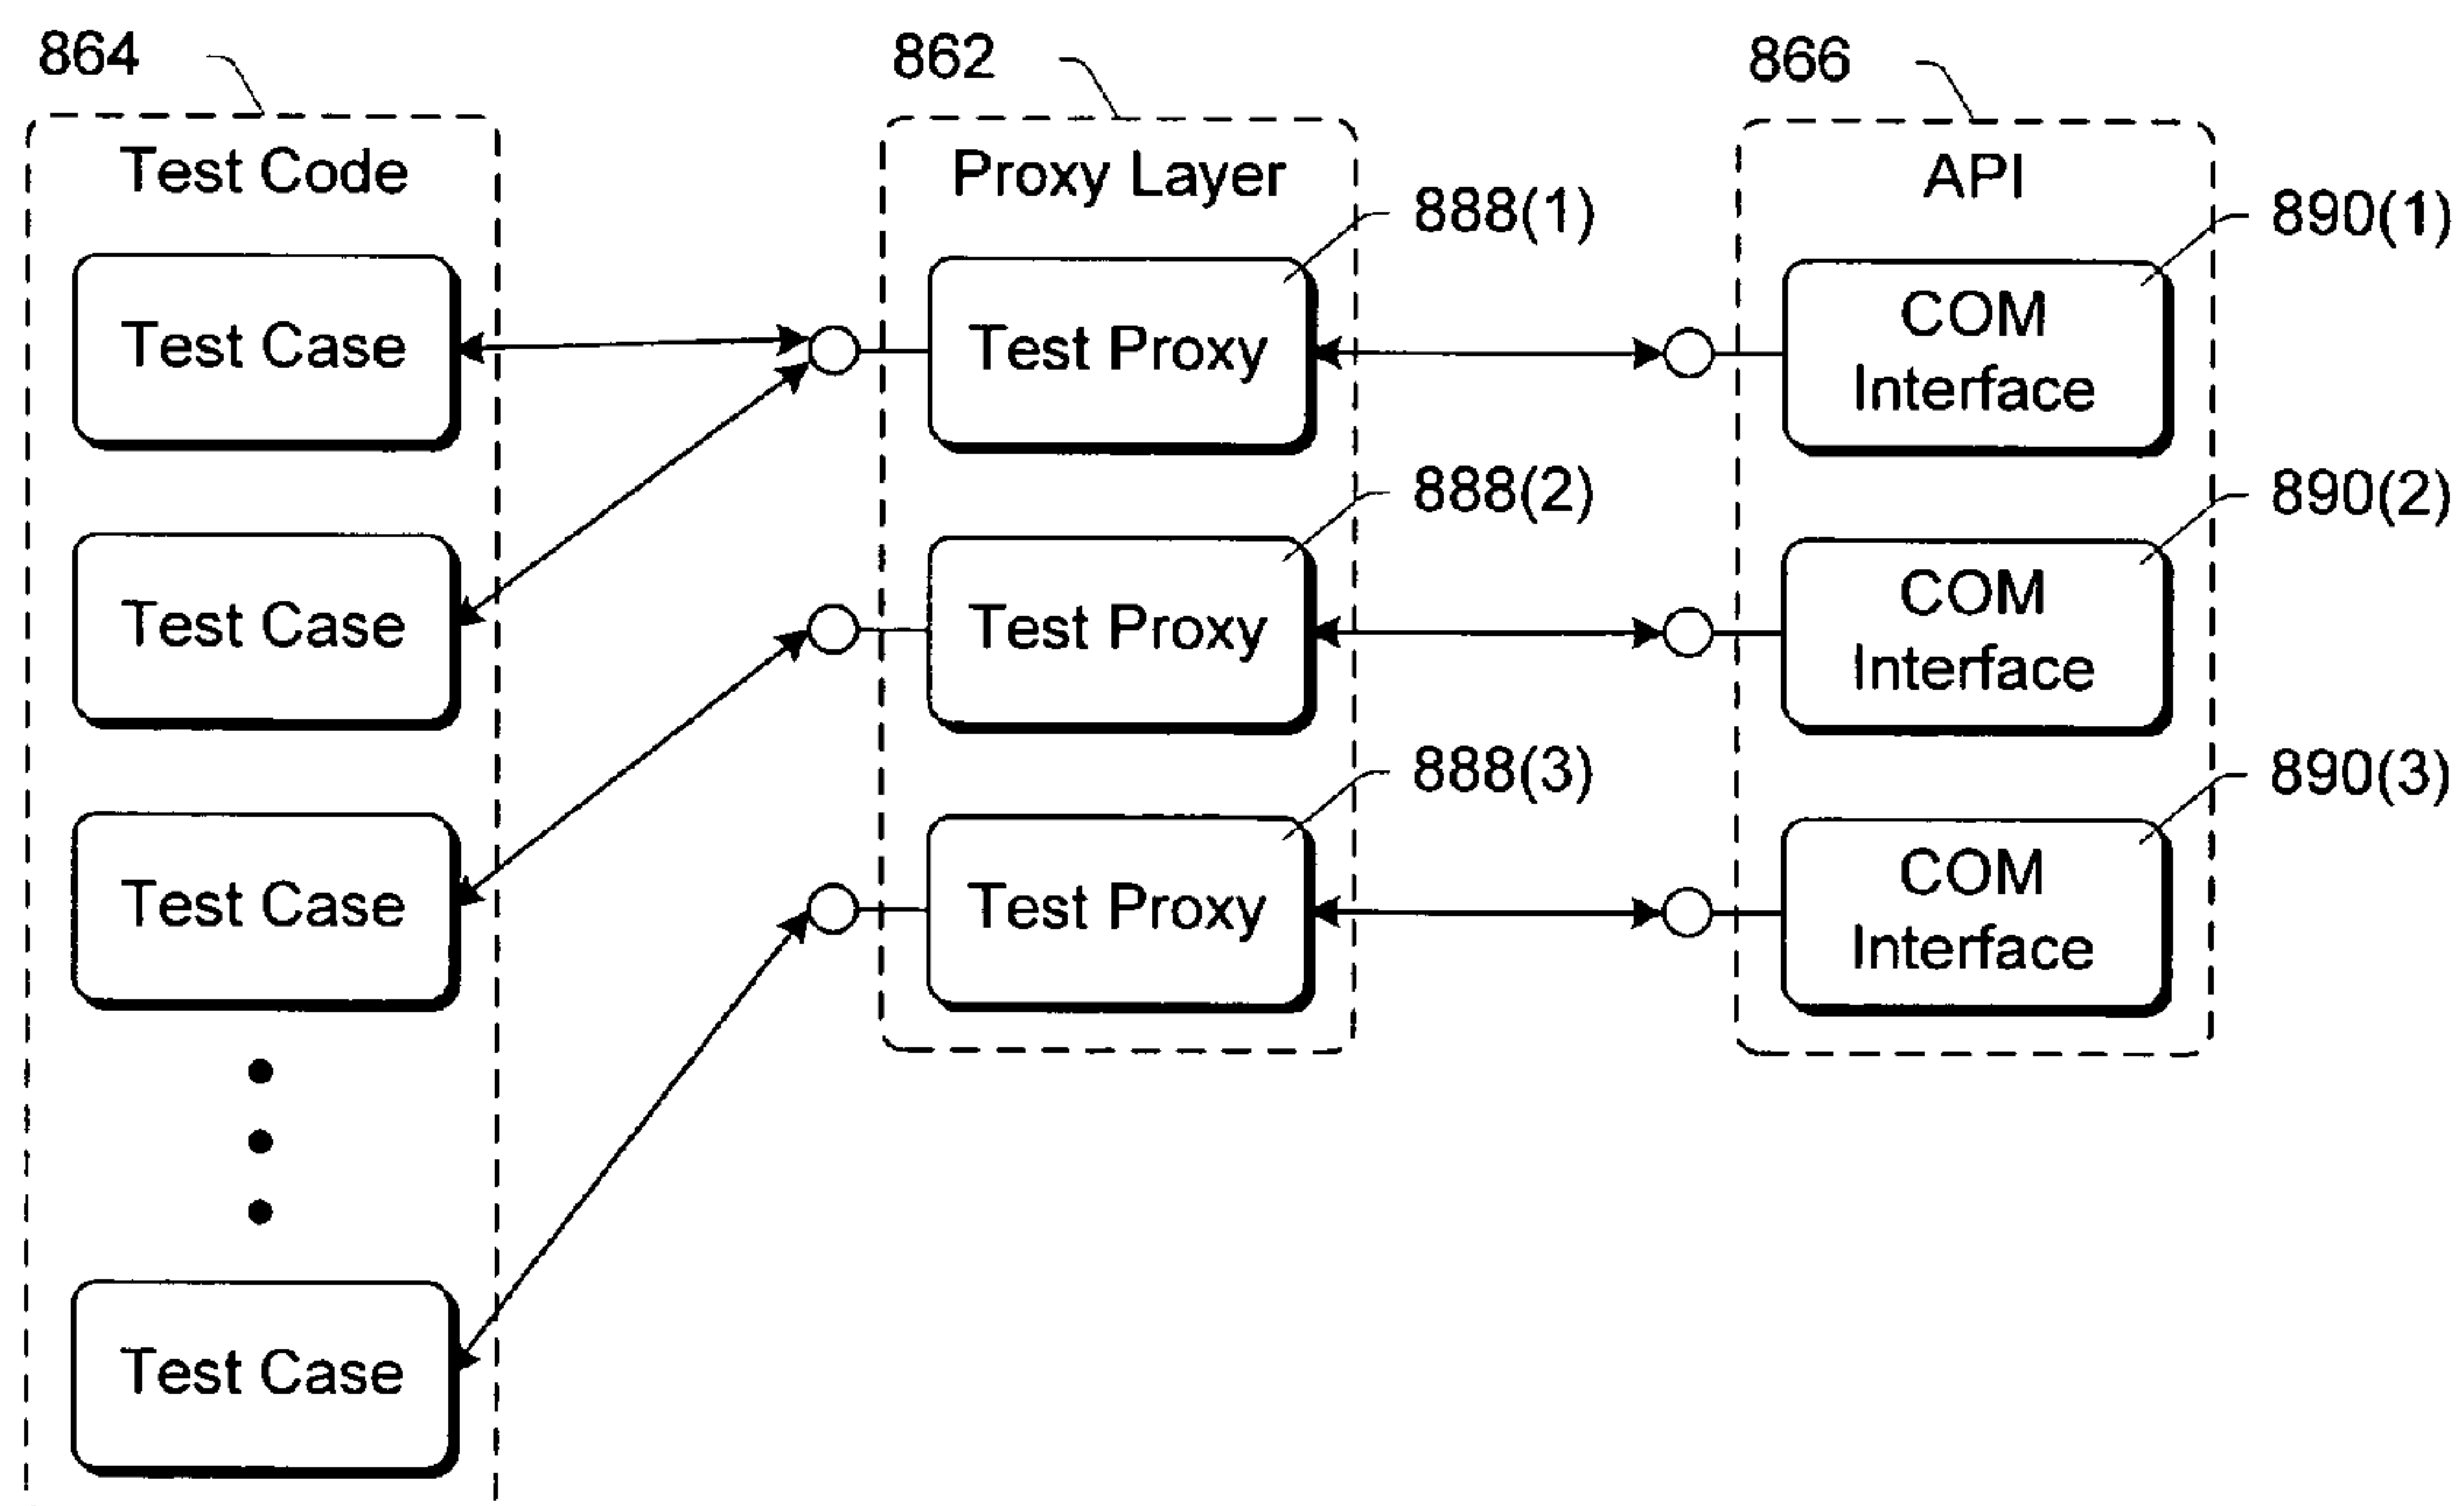 864
862
866
Test Code
Proxy Layer
API
888(1)
890(1)
Test Case
Test Proxy
COM
Interface
888(2)
890(2)
Test Case
Test Proxy
COM
Interface
888(3)
890(3)
Test Case
Test Proxy
COM
Interface
Test Case